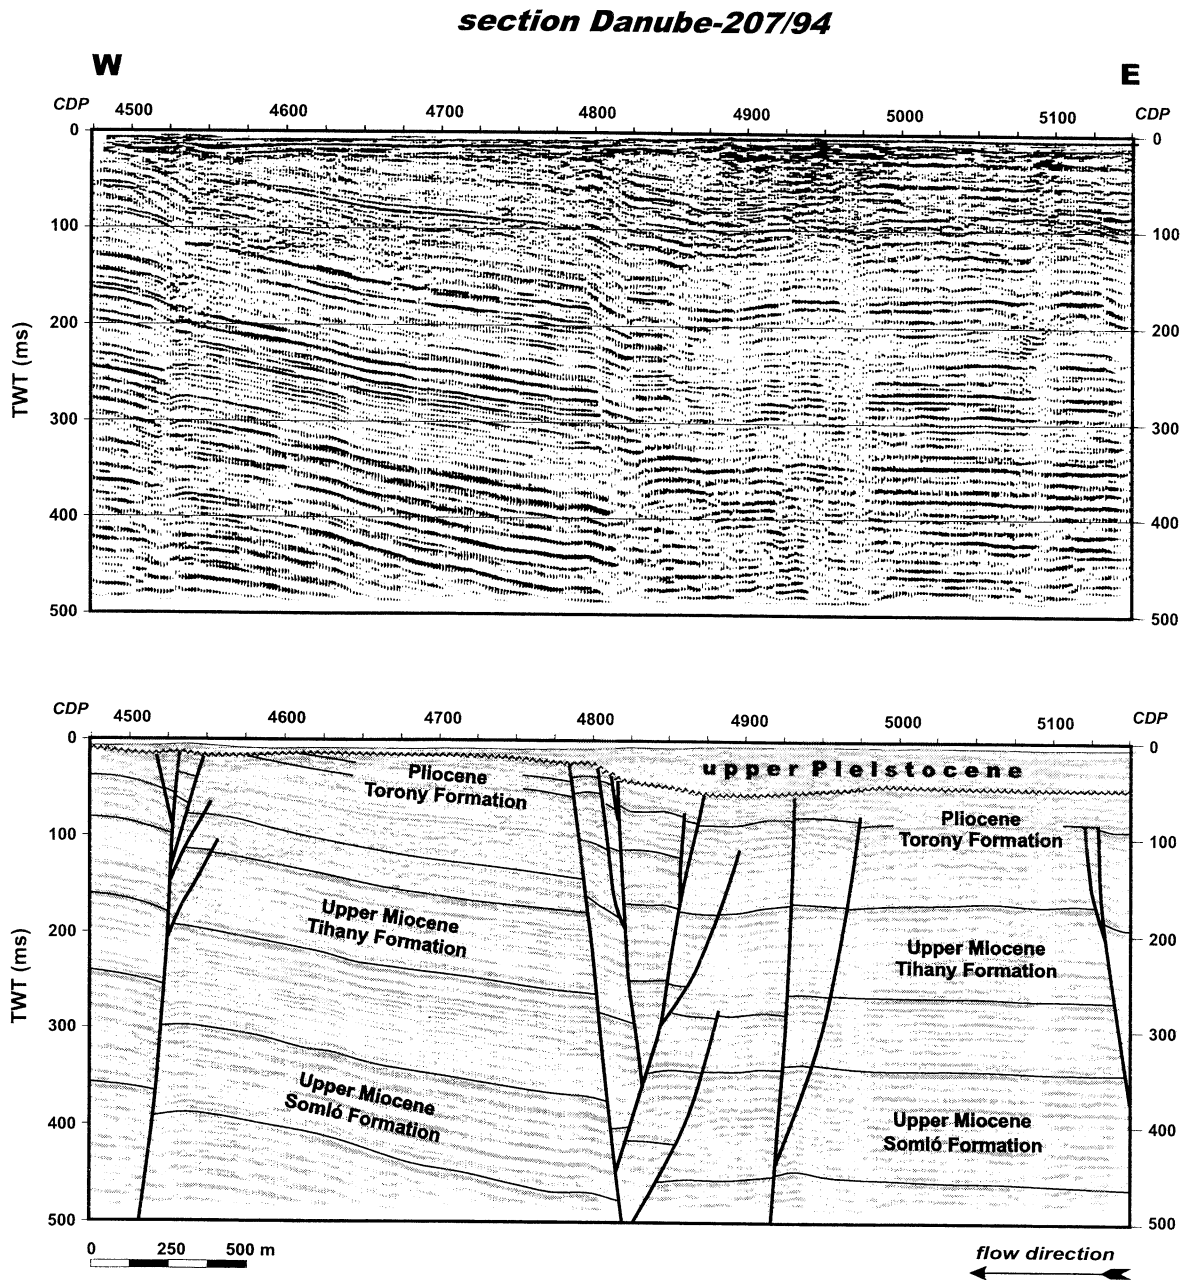 section Danube-207/94
W E
CDP 4500 4600 4700 4800 4900 5000 5100 CDP
0 0
100 100
200 200
TWT (ms)
300 300
400 400
500 500
CDP 4500 4600 4700 4800 4900 5000 5100 CDP
0 0
upper Pleistocene
Pliocene
Torony Formation
Pliocene
Torony Formation
100 100
Upper Miocene
Tihany Formation
200 200
Upper Miocene
Tihany Formation
TWT (ms)
300 300
Upper Miocene
Somló Formation
Upper Miocene
Somló Formation
400 400
500 500
0 250 500 m
flow direction